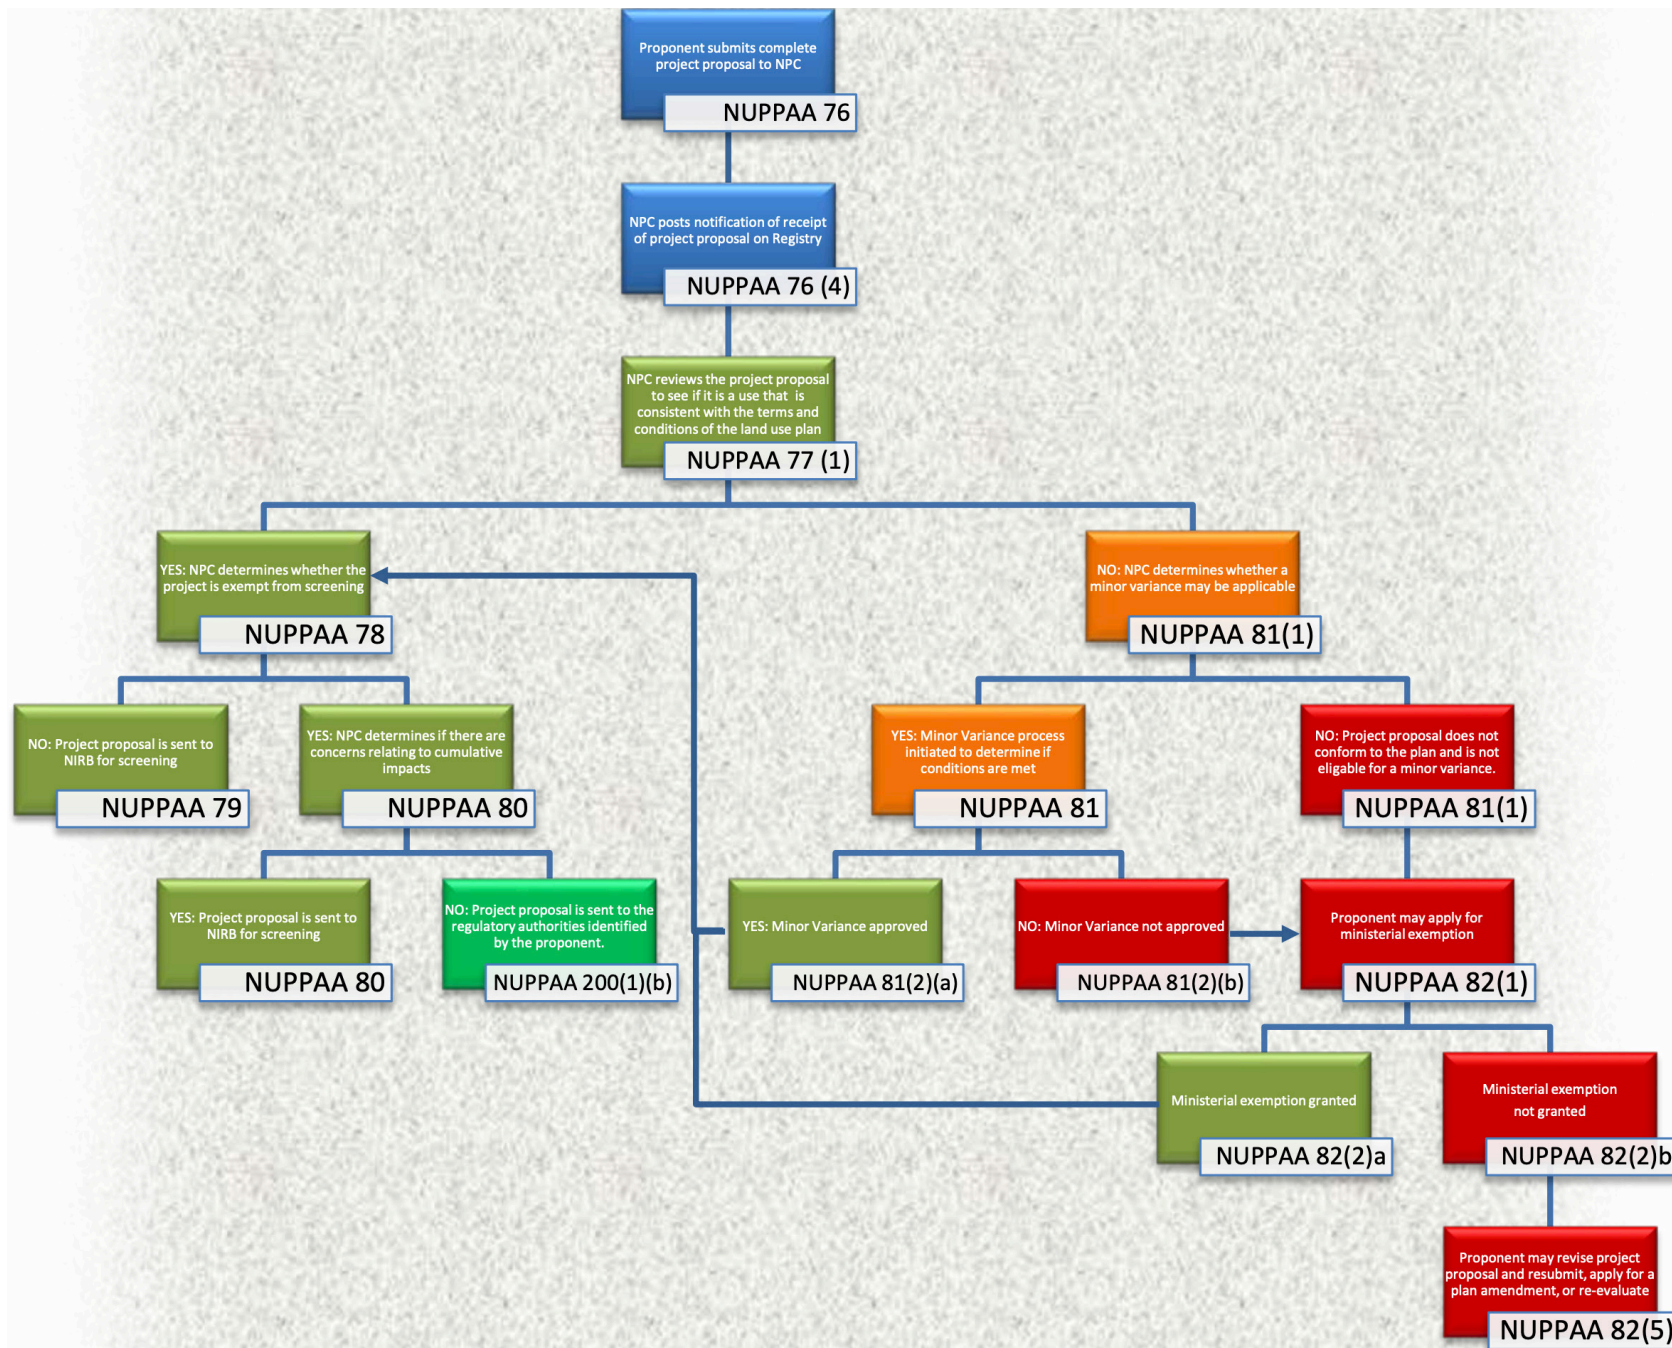 Proponent submits complete
project proposal to NPC
NUPPAA 76
NPC posts notification of receipt
of project proposal on Registry
NUPPAA 76 (4)
NPC reviews the project proposal
to see if it is a use that is
consistent with the terms and
conditions of the land use plan
NUPPAA 77 (1)
YES: NPC determines whether the
project is exempt from screening
NUPPAA 78
NO: NPC determines whether a
minor variance may be applicable
NUPPAA 81(1)
NO: Project proposal is sent to
NIRB for screening
NUPPAA 79
YES: NPC determines if there are
concerns relating to cumulative
impacts
NUPPAA 80
YES: Minor Variance process
initiated to determine if
conditions are met
NUPPAA 81
NO: Project proposal does not
conform to the plan and is not
eligable for a minor variance.
NUPPAA 81(1)
YES: Project proposal is sent to
NIRB for screening
NUPPAA 80
NO: Project proposal is sent to the
regulatory authorities identified
by the proponent.
NUPPAA 200(1)(b)
YES: Minor Variance approved
NUPPAA 81(2)(a)
NO: Minor Variance not approved
NUPPAA 81(2)(b)
Proponent may apply for
ministerial exemption
NUPPAA 82(1)
Ministerial exemption granted
NUPPAA 82(2)a
Ministerial exemption
not granted
NUPPAA 82(2)b
Proponent may revise project
proposal and resubmit, apply for a
plan amendment, or re-evaluate
NUPPAA 82(5)